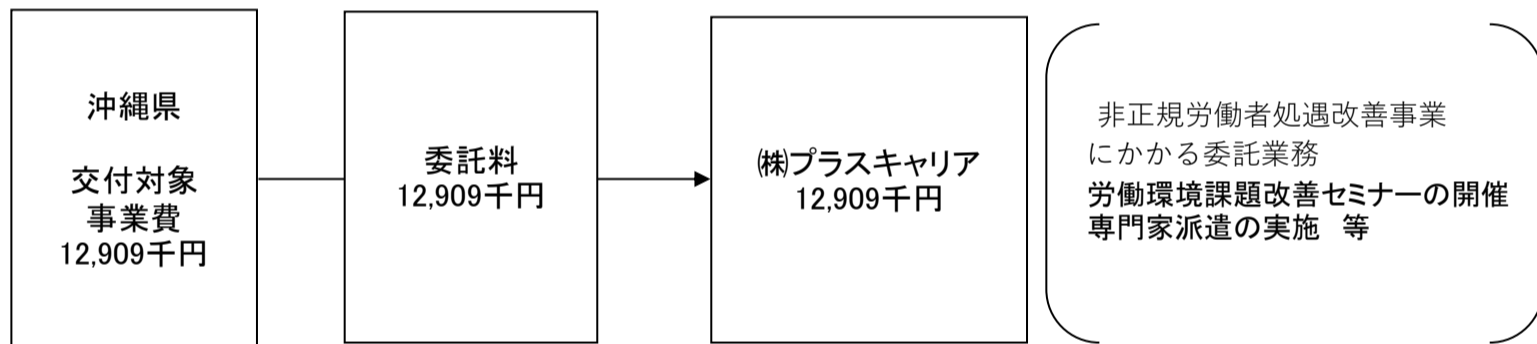 沖縄県
交付対象
事業費
12,909千円
委託料
12,909千円
㈱プラスキャリア
12,909千円
非正規労働者処遇改善事業
にかかる委託業務
労働環境課題改善セミナーの開催
専門家派遣の実施　等